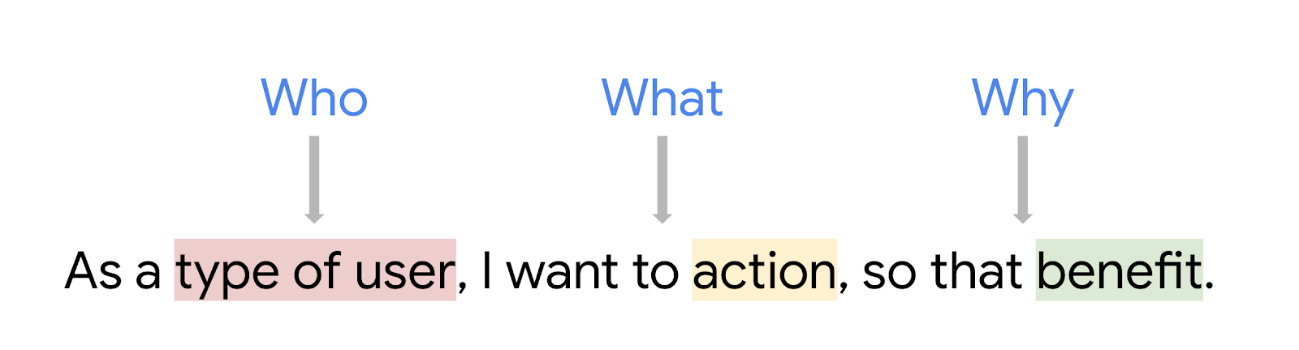 Who What Why
As a type of user, I want to action, so that benefit.